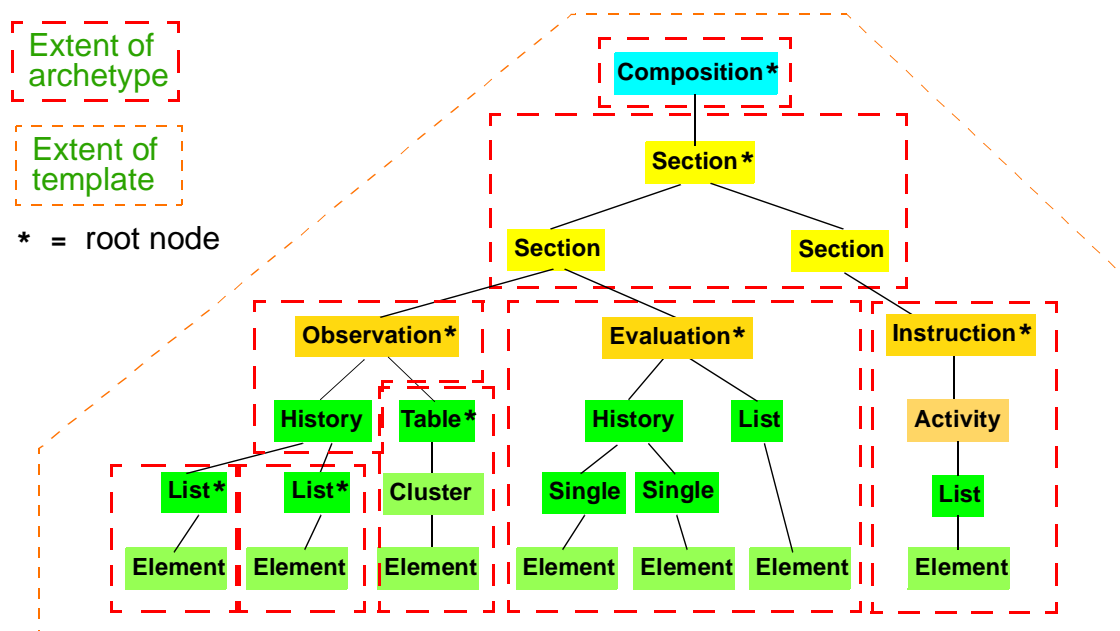 Extent of
archetype
Extent of
template
* = root node
Composition*
Section*
Section Section
Observation* Evaluation* Instruction*
History Table* History List Activity
List* List* Cluster Single Single List
Element Element Element Element Element Element Element